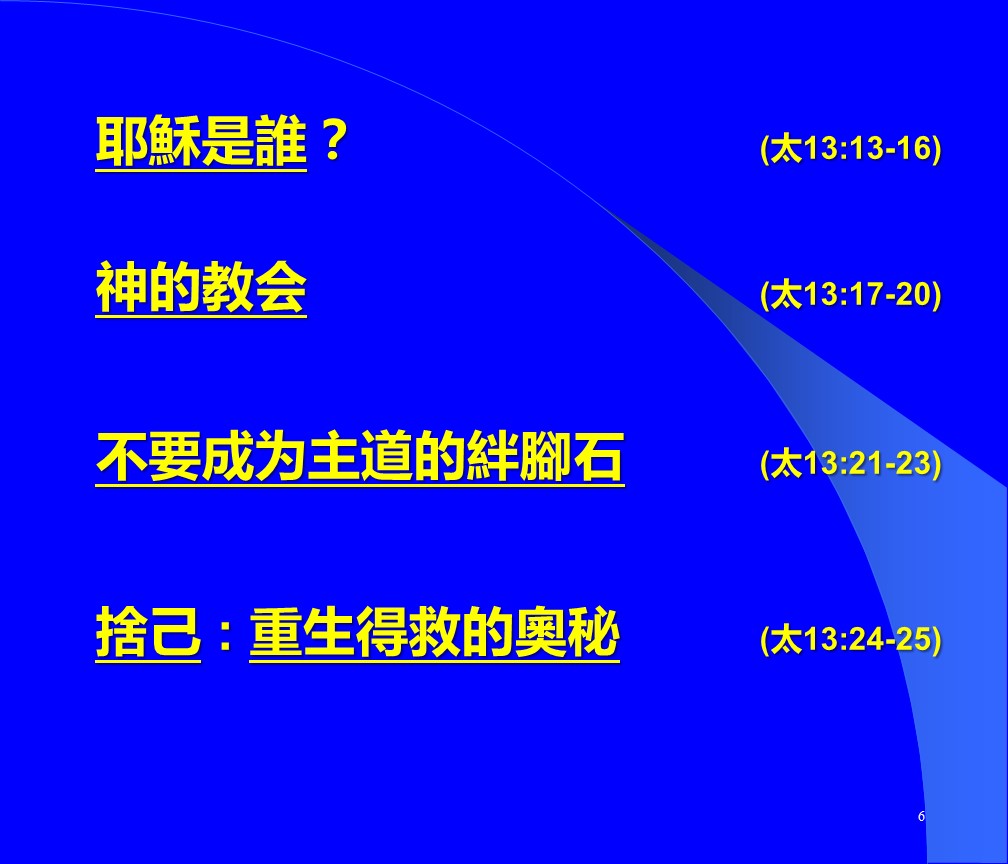 耶穌是誰？ (太13:13-16)
神的教会 (太13:17-20)
不要成为主道的絆腳石 (太13:21-23)
捨己：重生得救的奧秘 (太13:24-25)
6